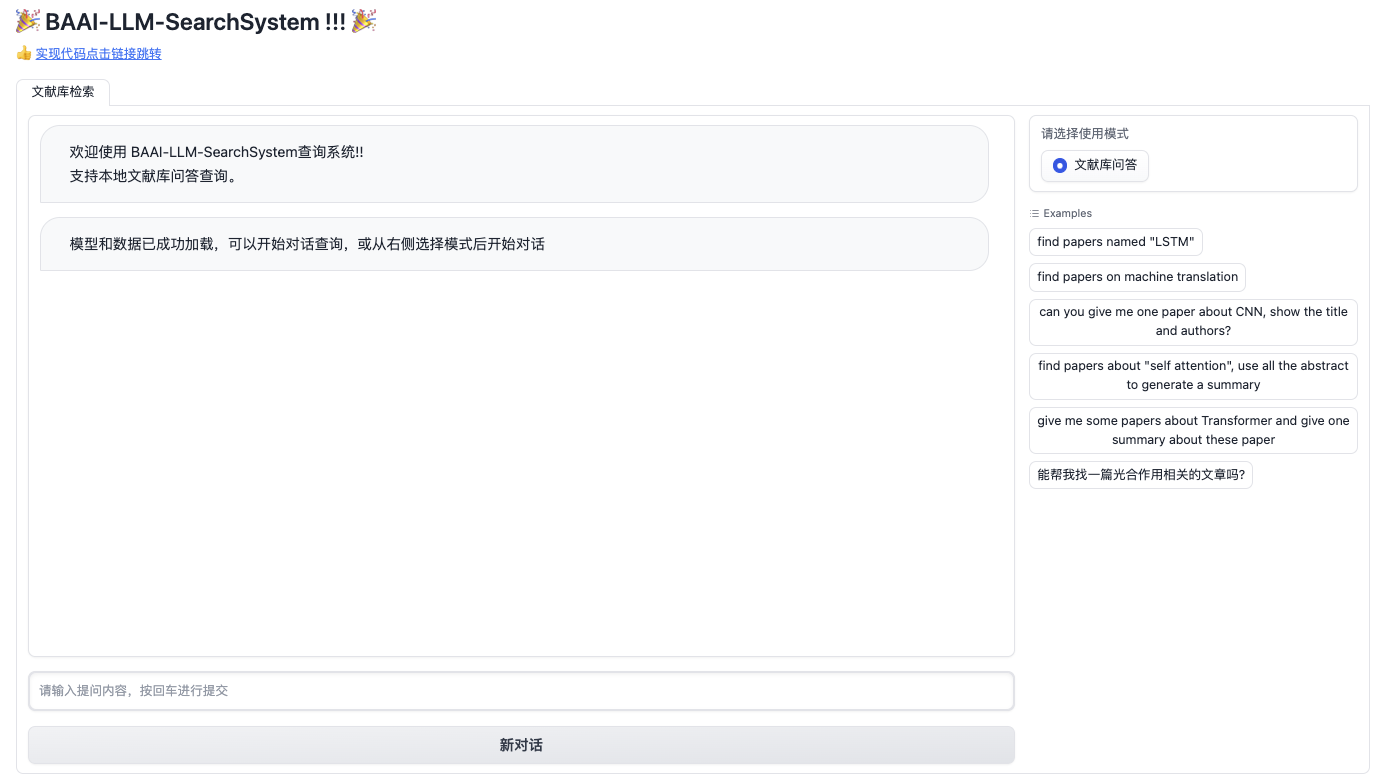 🎉 BAAI-LLM-SearchSystem !!! 🎉
👍 实现代码点击链接跳转
文献库检索
欢迎使用 BAAI-LLM-SearchSystem查询系统!!
支持本地文献库问答查询。
模型和数据已成功加载，可以开始对话查询，或从右侧选择模式后开始对话
请输入提问内容，按回车进行提交
新对话
请选择使用模式
文献库问答
Examples
find papers named "LSTM"
find papers on machine translation
can you give me one paper about CNN, show the title
and authors?
find papers about "self attention", use all the abstract
to generate a summary
give me some papers about Transformer and give one
summary about these paper
能帮我找一篇光合作用相关的文章吗?